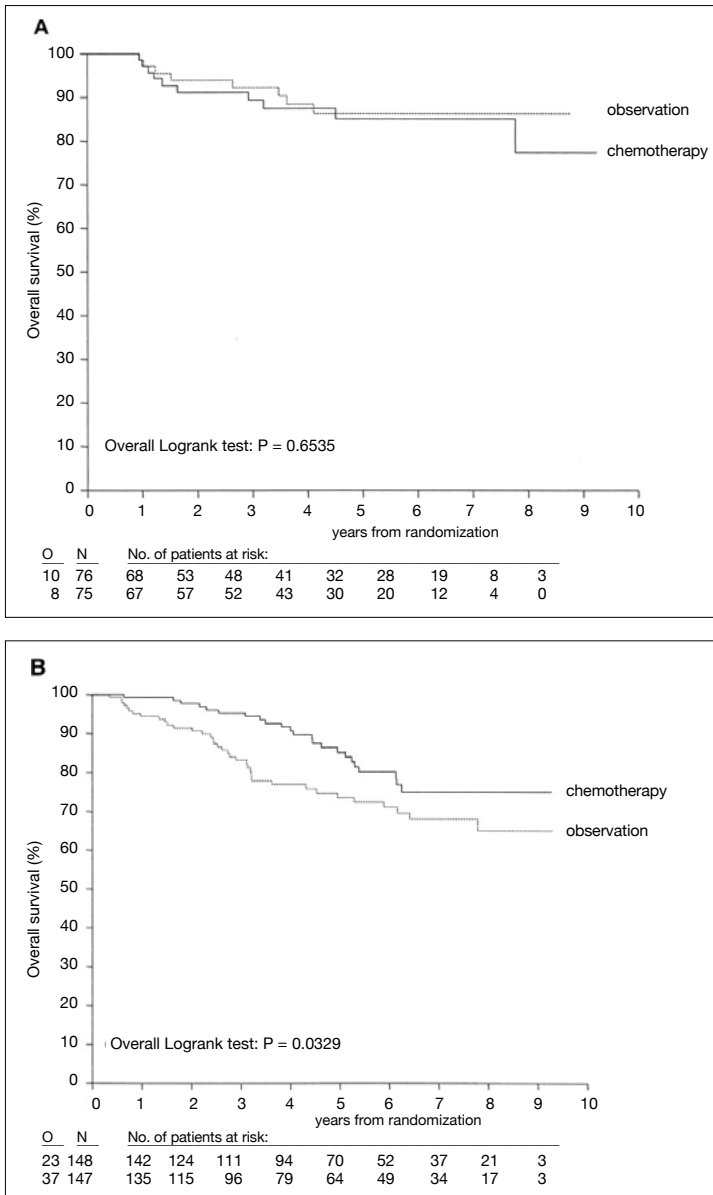 A
100
90
80
70
60
50
40
30
20
10
0
Overall survival (%)
observation
chemotherapy
Overall Logrank test: P = 0.6535
0 1 2 3 4 5 6 7 8 9 10
years from randomization
O N No. of patients at risk:
10 76 68 53 48 41 32 28 19 8 3
8 75 67 57 52 43 30 20 12 4 0
B
100
90
80
70
60
50
40
30
20
10
0
Overall survival (%)
chemotherapy
observation
Overall Logrank test: P = 0.0329
0 1 2 3 4 5 6 7 8 9 10
years from randomization
O N No. of patients at risk:
23 148 142 124 111 94 70 52 37 21 3
37 147 135 115 96 79 64 49 34 17 3